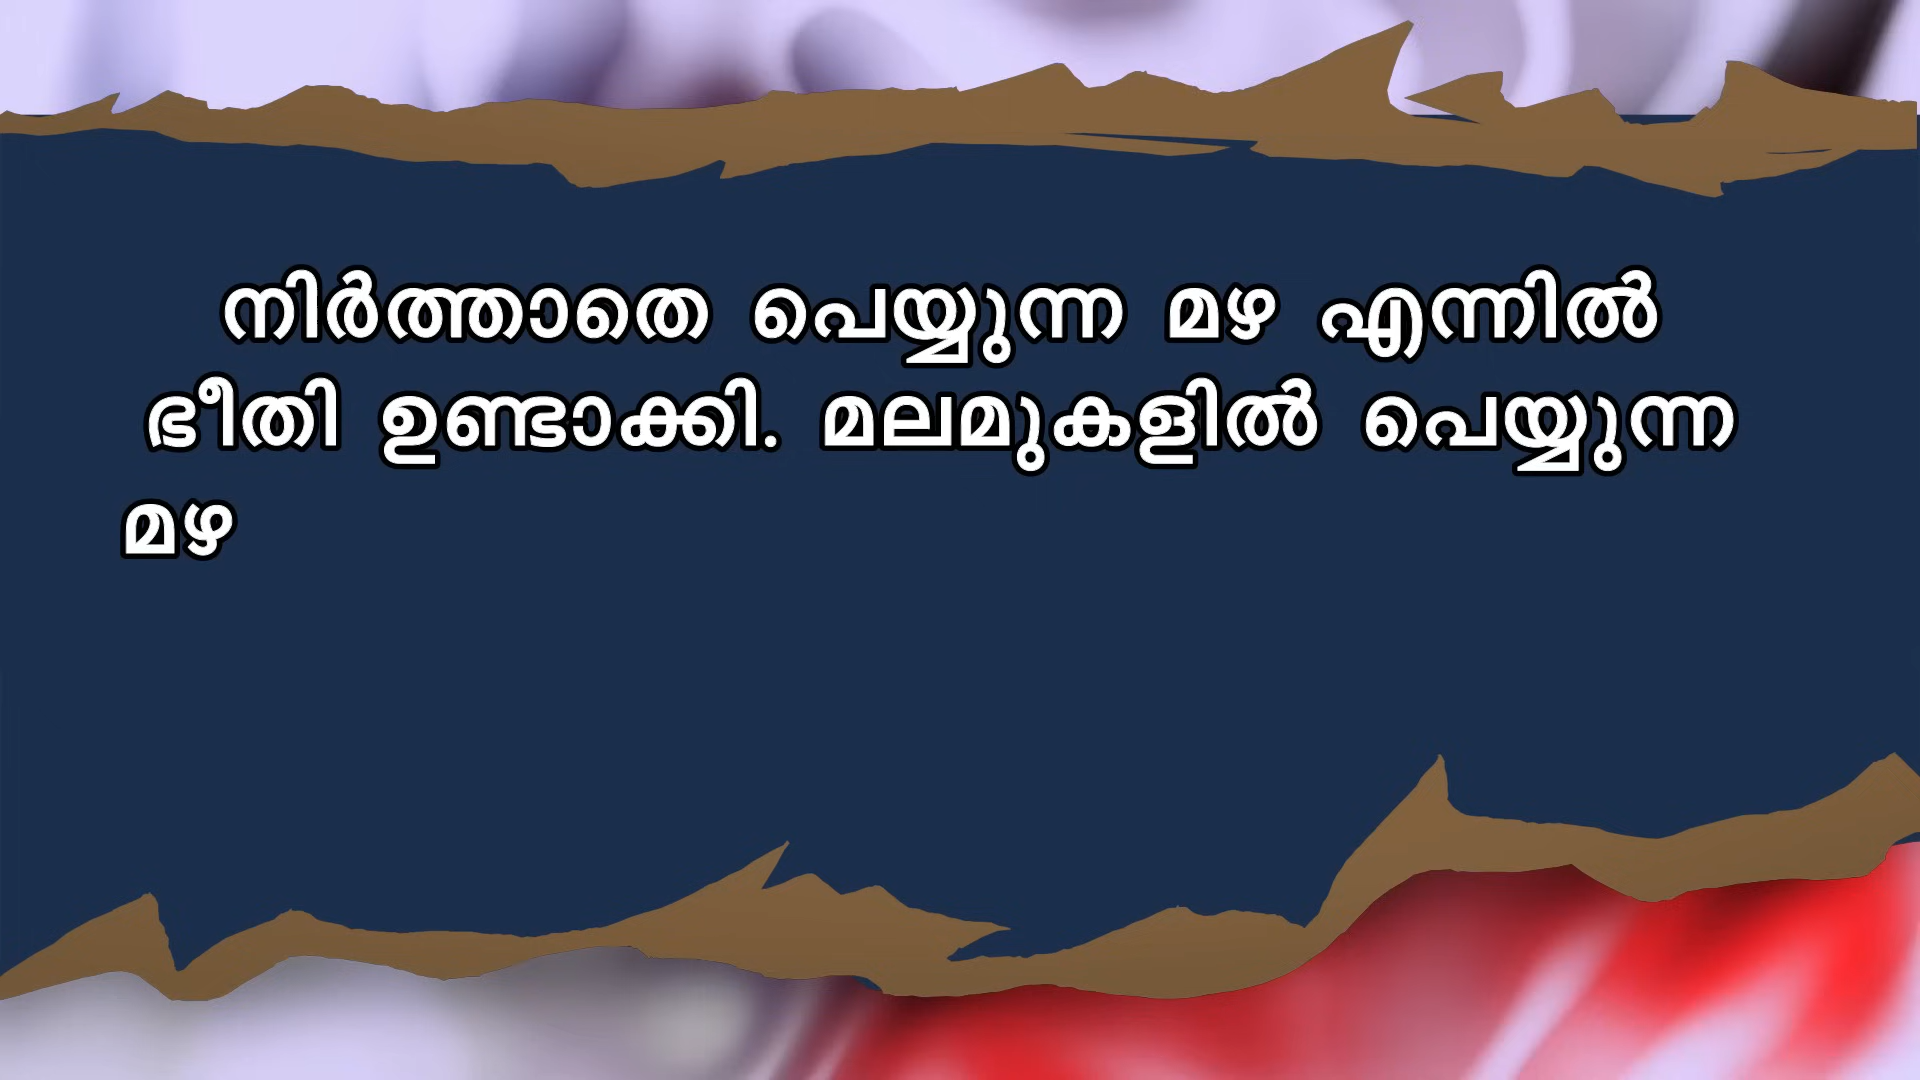 നിർത്താതെ പെയ്യുന്ന മഴ എന്നിൽ
ഭീതി ഉണ്ടാക്കി. മലമുകളിൽ പെയ്യുന്ന
മഴ